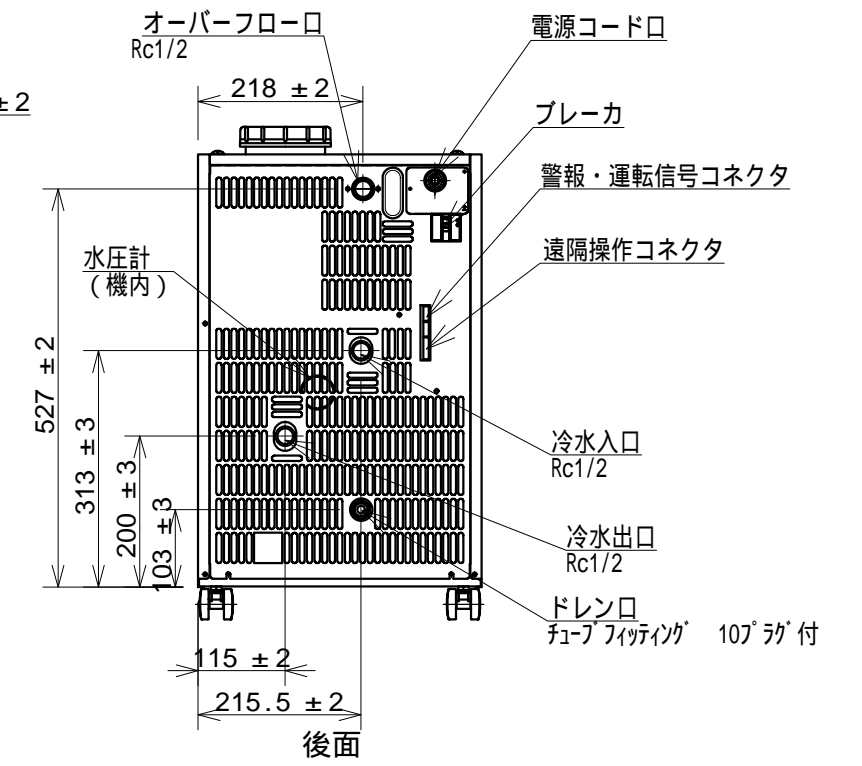 オーバーフロー口
Rc1/2
電源コード口
±2
218 ±2
ブレーカ
警報・運転信号コネクタ
遠隔操作コネクタ
水圧計
(機内)
527 ±2
313 ±3
200 ±3
103 ±3
冷水入口
Rc1/2
冷水出口
Rc1/2
ドレン口
チューブフィッティング 10プラグ付
115 ±2
215.5 ±2
後面